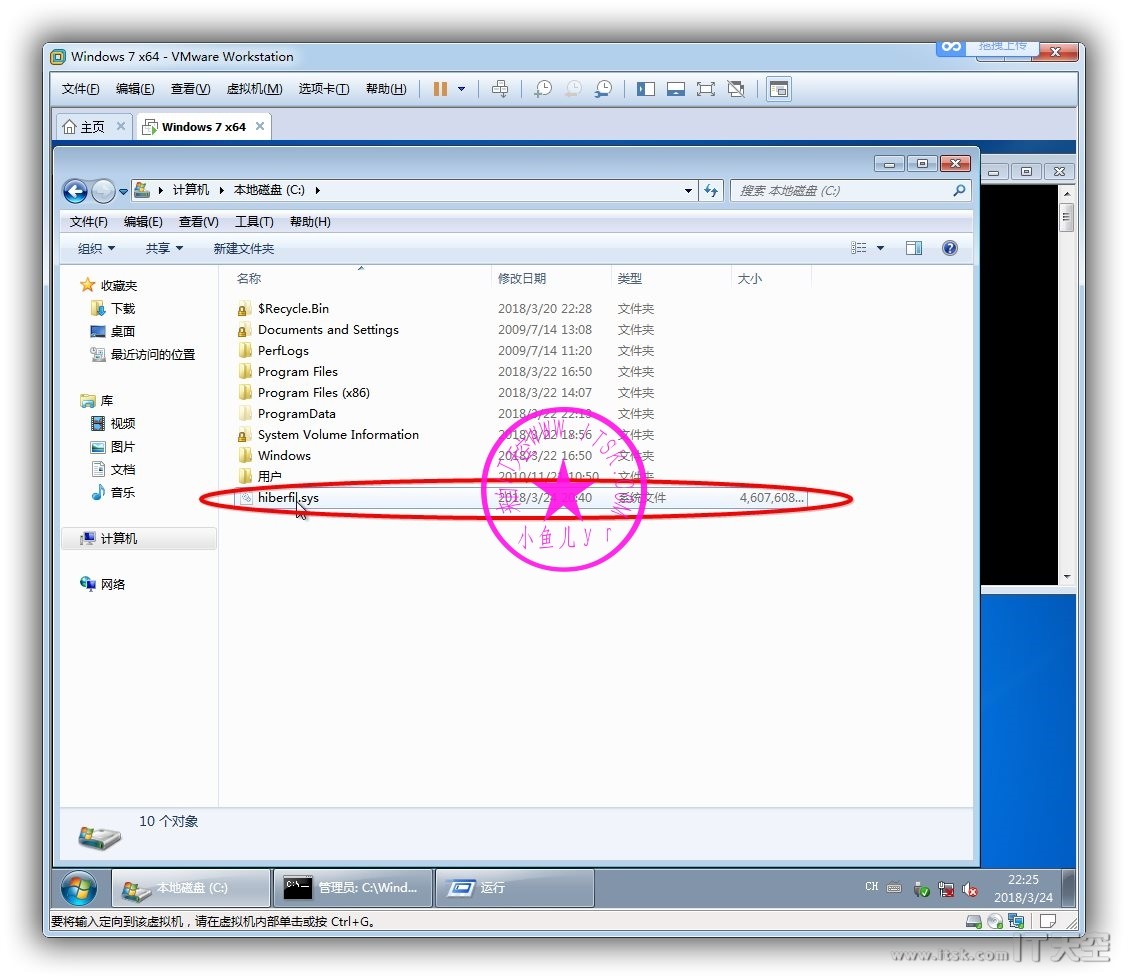 Windows 7 x64 - VMware Workstation
拖拽上传
文件(F) 编辑(E) 查看(V) 虚拟机(M) 选项卡(T) 帮助(H)
主页 Windows 7 x64
计算机 本地磁盘 (C:) 搜索 本地磁盘 (C:)
文件(F) 编辑(E) 查看(V) 工具(T) 帮助(H)
组织 共享 新建文件夹
名称 修改日期 类型 大小
收藏夹
下载
桌面
最近访问的位置
库
视频
图片
文档
音乐
计算机
网络
$Recycle.Bin 2018/3/20 22:28 文件夹
Documents and Settings 2009/7/14 13:08 文件夹
PerfLogs 2009/7/14 11:20 文件夹
Program Files 2018/3/22 16:50 文件夹
Program Files (x86) 2018/3/22 14:07 文件夹
ProgramData 2018/3/22 22:13 文件夹
System Volume Information 2018/3/22 18:56 文件夹
Windows 2018/3/22 16:50 文件夹
用户 10:50 文件夹
hiberfil.sys 2018/3/24 20:40 系统文件 4,607,608...
小鱼儿yr
10 个对象
本地磁盘 (C:) 管理员: C:\Wind... 运行 CH 22:25
2018/3/24
要将输入定向到该虚拟机，请在虚拟机内部单击或按 Ctrl+G。
www.itsk.com IT天空